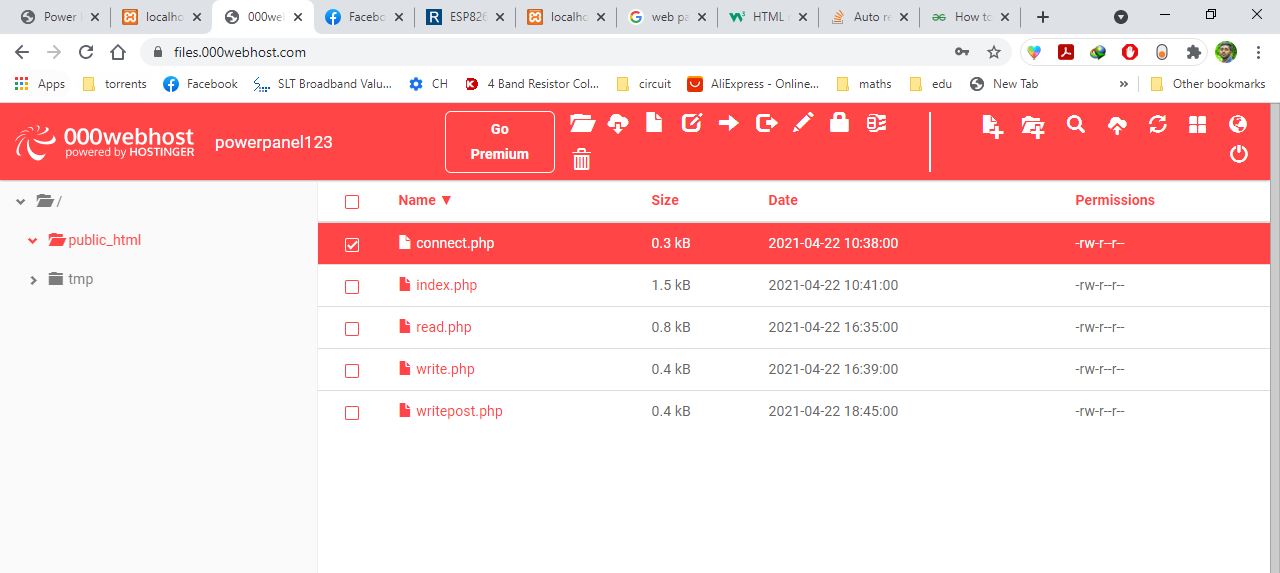 Power
localho
000wel
Facebo
ESP826
localho
web pa
HTML
Auto re
How to
files.000webhost.com
Apps
torrents
Facebook
SLT Broadband Valu...
CH
4 Band Resistor Col...
circuit
AliExpress - Online...
maths
edu
New Tab
»
Other bookmarks
000webhost
powered by HOSTINGER
powerpanel123
Go
Premium
/
public_html
tmp
Name ▼ Size Date Permissions
connect.php 0.3 kB 2021-04-22 10:38:00 -rw-r--r--
index.php 1.5 kB 2021-04-22 10:41:00 -rw-r--r--
read.php 0.8 kB 2021-04-22 16:35:00 -rw-r--r--
write.php 0.4 kB 2021-04-22 16:39:00 -rw-r--r--
writepost.php 0.4 kB 2021-04-22 18:45:00 -rw-r--r--